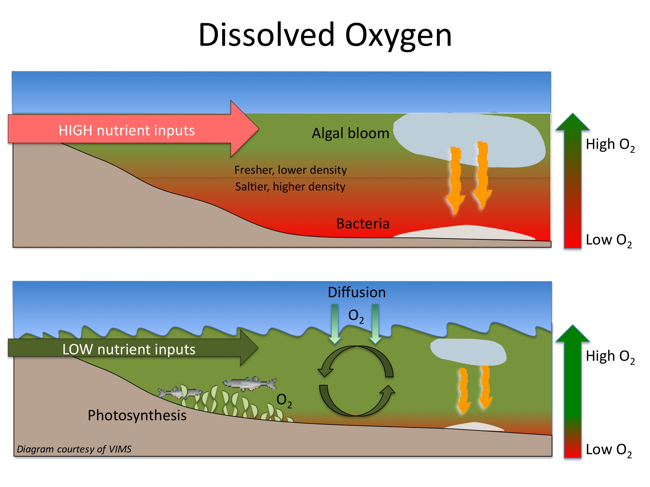 Dissolved Oxygen
HIGH nutrient inputs
Algal bloom
High O₂
Fresher, lower density
Saltier, higher density
Bacteria
Low O₂
Diffusion
O₂
LOW nutrient inputs
High O₂
O₂
Photosynthesis
Diagram courtesy of VIMS
Low O₂